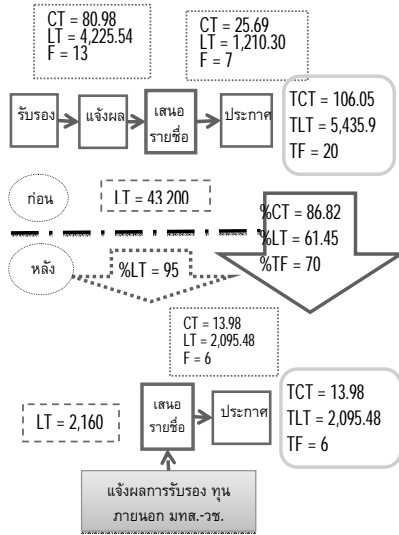 CT = 80.98
LT = 4,225.54
F = 13
CT = 25.69
LT = 1,210.30
F = 7
รับรอง
แจ้งผล
เสนอ
รายชื่อ
ประกาศ
TCT = 106.05
TLT = 5,435.9
TF = 20
ก่อน
LT = 43 200
%CT = 86.82
%LT = 61.45
%TF = 70
หลัง
%LT = 95
CT = 13.98
LT = 2,095.48
F = 6
LT = 2,160
เสนอ
รายชื่อ
ประกาศ
TCT = 13.98
TLT = 2,095.48
TF = 6
แจ้งผลการรับรอง ทุน
ภายนอก มทส.-วช.